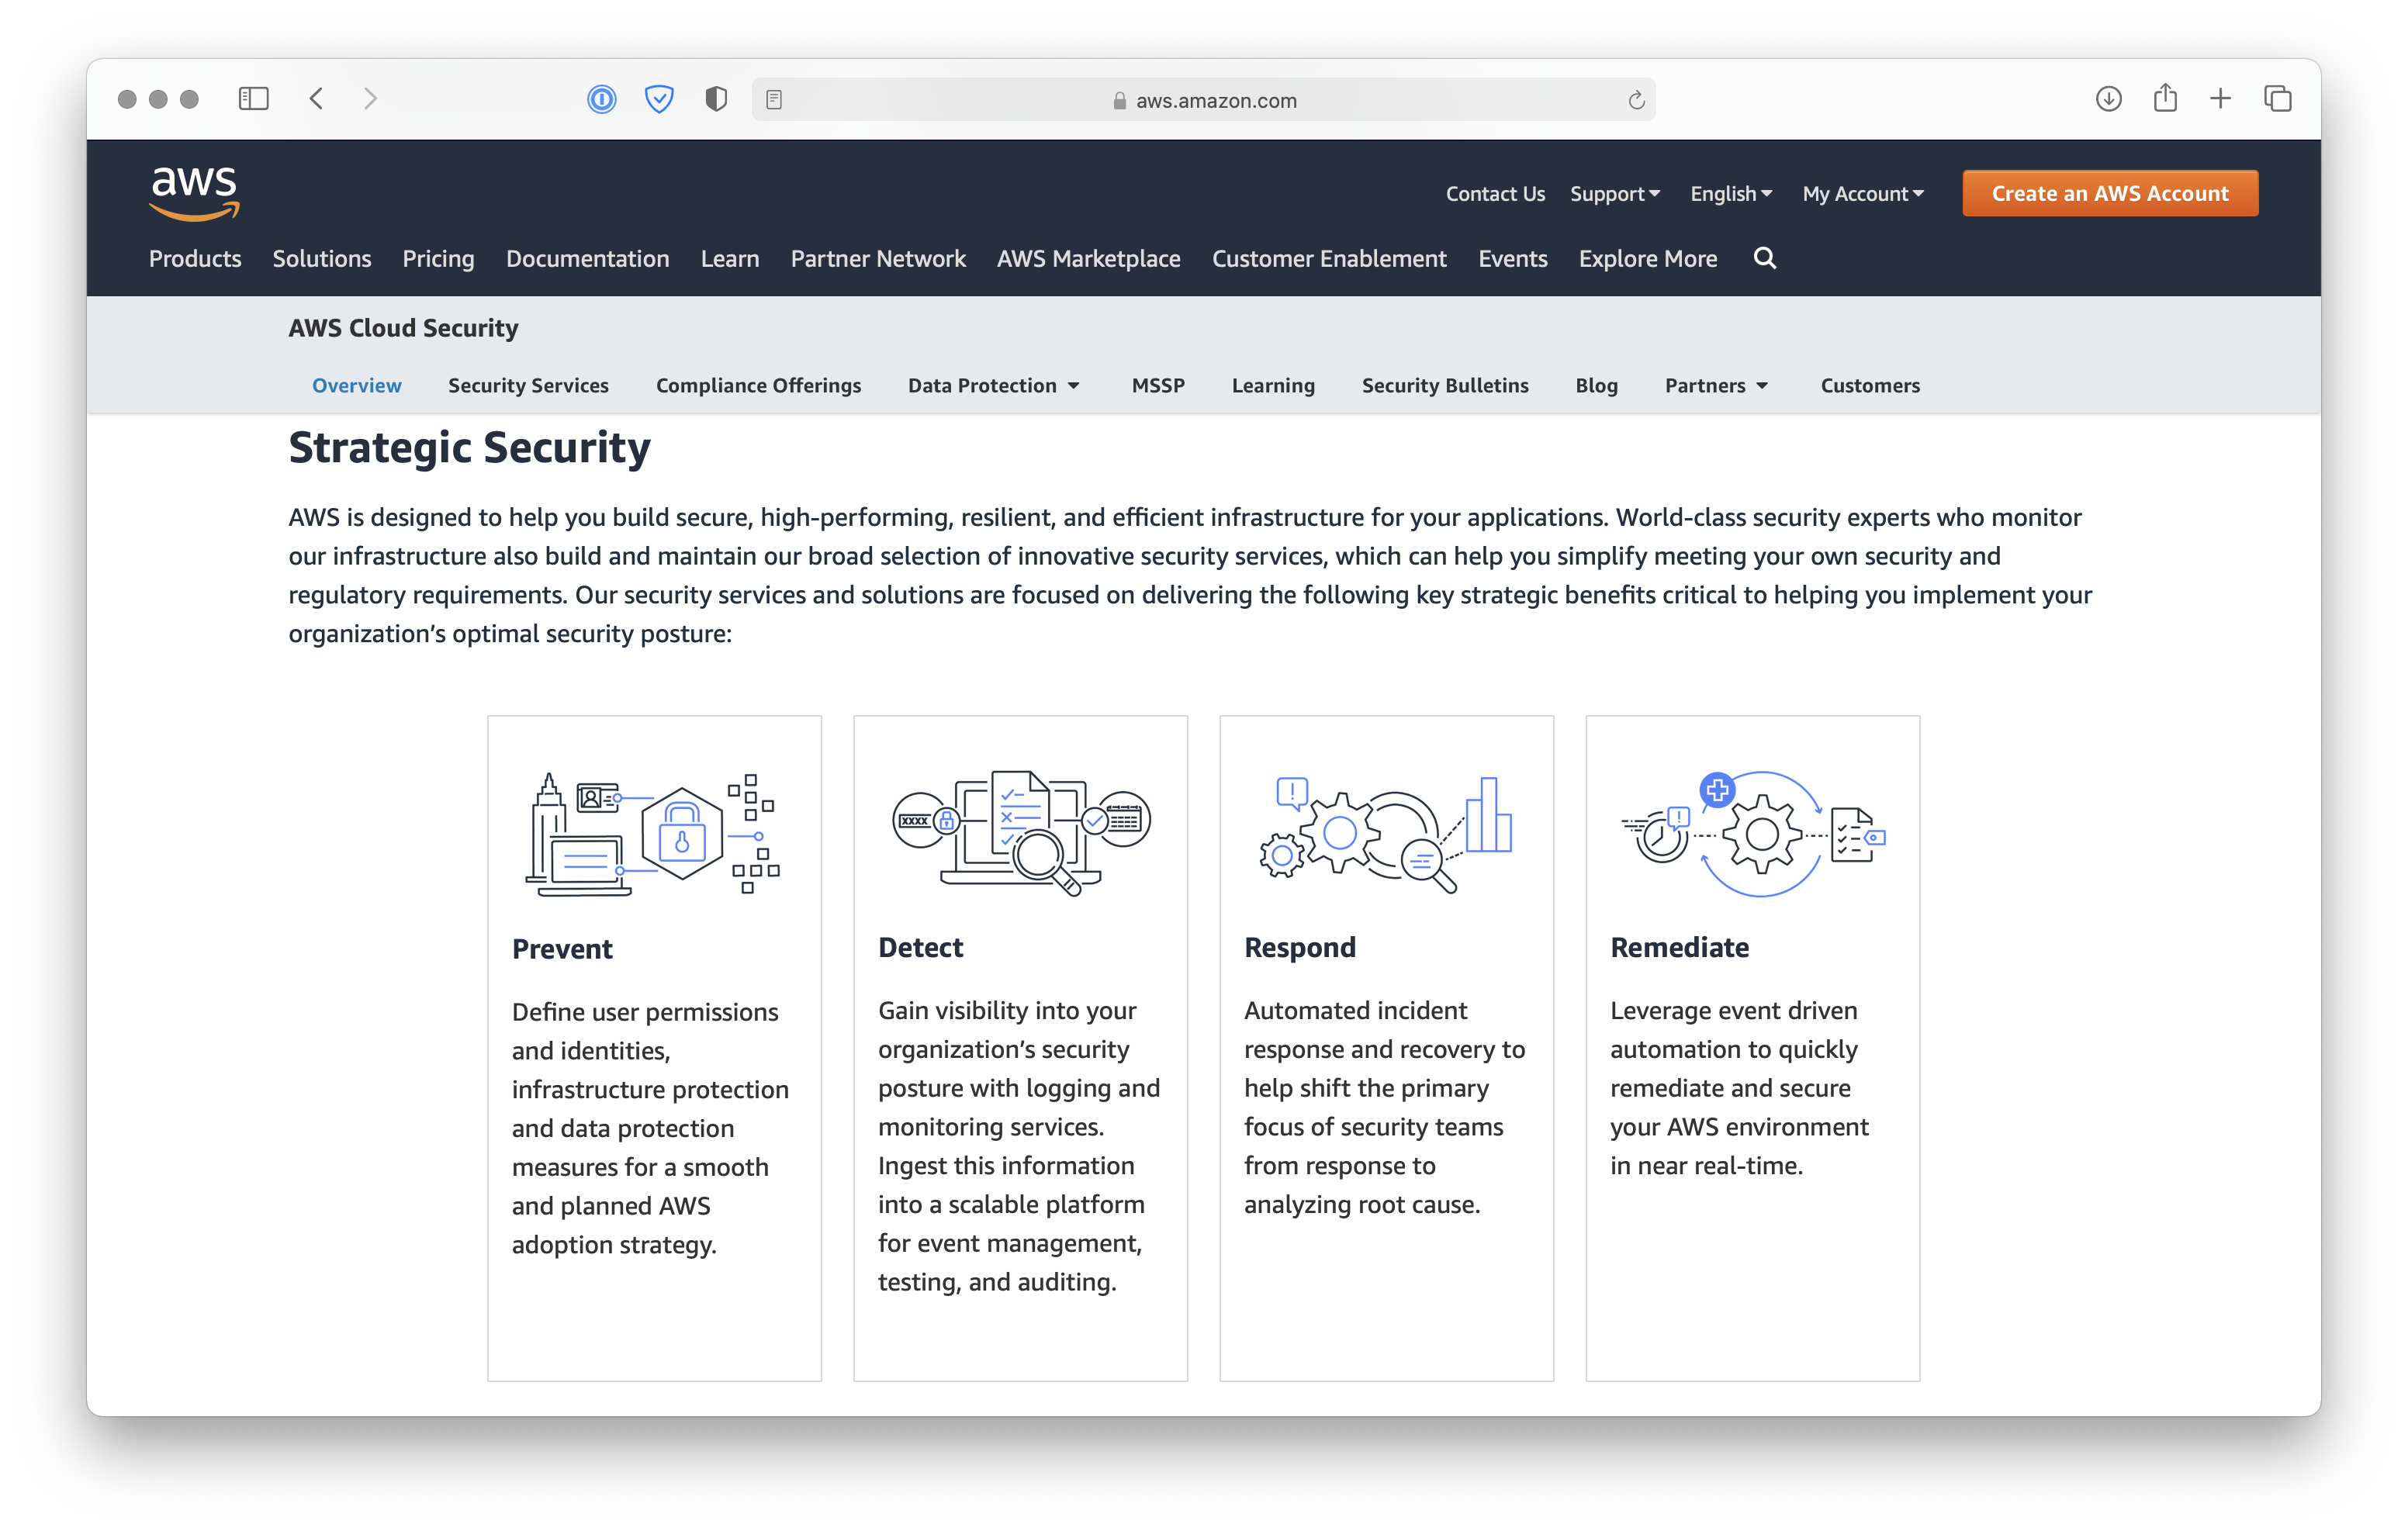 aws.amazon.com
aws
Contact Us Support English My Account Create an AWS Account
Products Solutions Pricing Documentation Learn Partner Network AWS Marketplace Customer Enablement Events Explore More
AWS Cloud Security
Overview Security Services Compliance Offerings Data Protection MSSP Learning Security Bulletins Blog Partners Customers
Strategic Security
AWS is designed to help you build secure, high-performing, resilient, and efficient infrastructure for your applications. World-class security experts who monitor
our infrastructure also build and maintain our broad selection of innovative security services, which can help you simplify meeting your own security and
regulatory requirements. Our security services and solutions are focused on delivering the following key strategic benefits critical to helping you implement your
organization’s optimal security posture:
Prevent
Define user permissions
and identities,
infrastructure protection
and data protection
measures for a smooth
and planned AWS
adoption strategy.
xxxx
Detect
Gain visibility into your
organization’s security
posture with logging and
monitoring services.
Ingest this information
into a scalable platform
for event management,
testing, and auditing.
!
Respond
Automated incident
response and recovery to
help shift the primary
focus of security teams
from response to
analyzing root cause.
!
Remediate
Leverage event driven
automation to quickly
remediate and secure
your AWS environment
in near real-time.